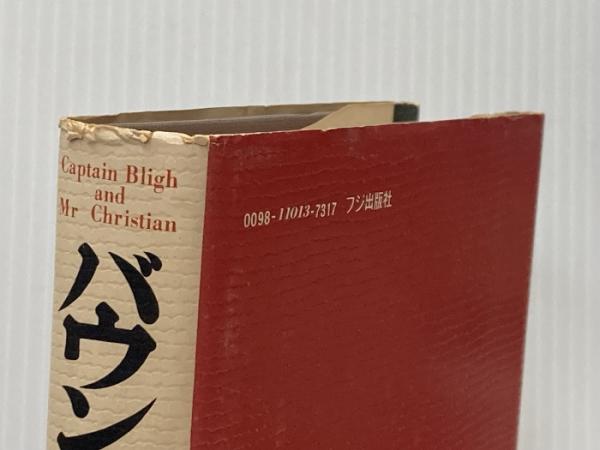 Captain Bligh
and
Mr Christian
バウン
0098-11013-7317 フジ出版社